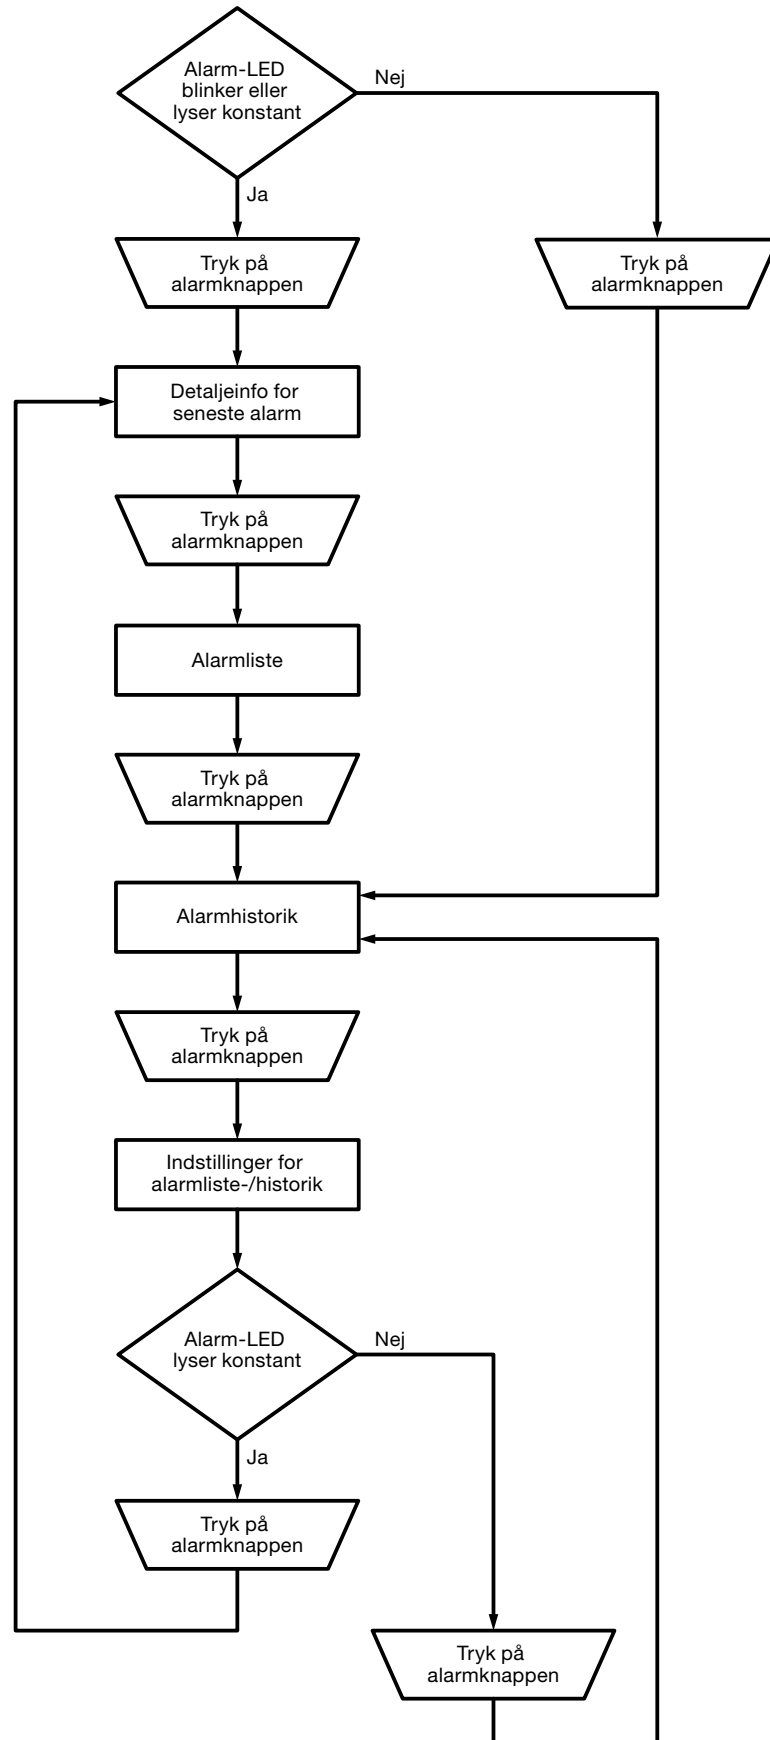 Alarm-LED
blinker eller
lyser konstant
Nej
Ja
Tryk på
alarmknappen
Tryk på
alarmknappen
Detaljeinfo for
seneste alarm
Tryk på
alarmknappen
Alarmliste
Tryk på
alarmknappen
Alarmhistorik
Tryk på
alarmknappen
Indstillinger for
alarmliste-/historik
Alarm-LED
lyser konstant
Nej
Ja
Tryk på
alarmknappen
Tryk på
alarmknappen